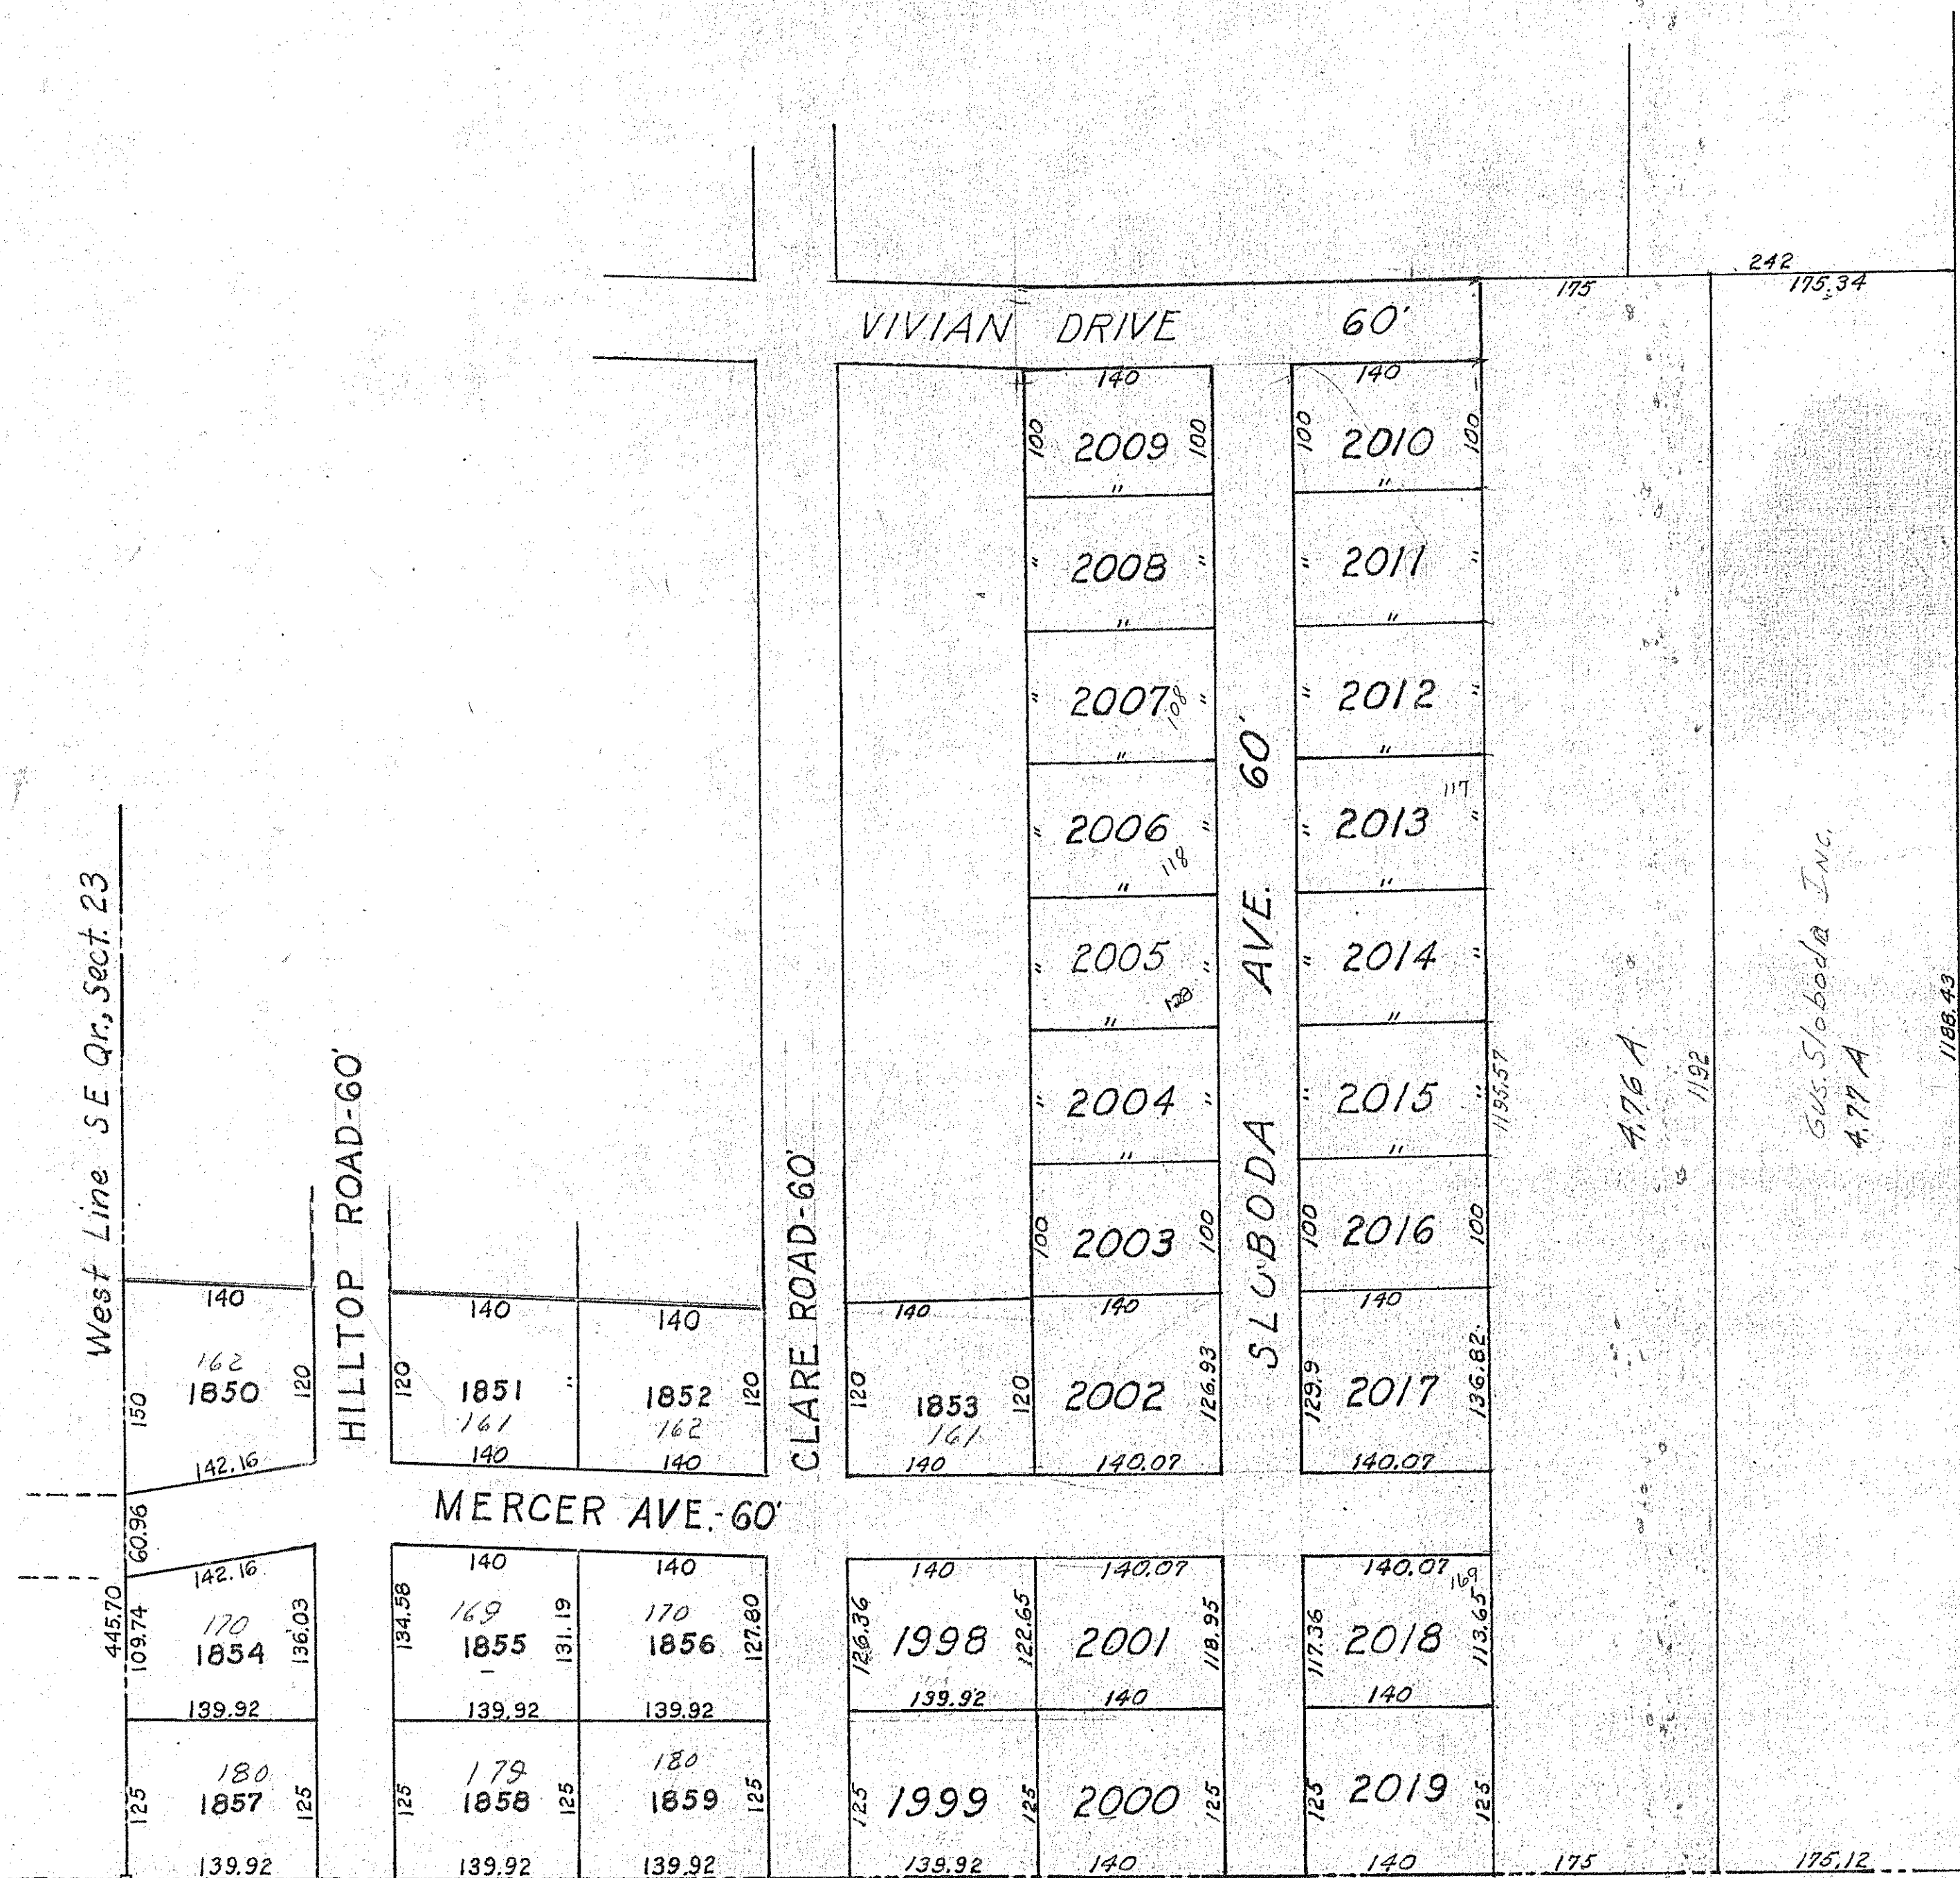 242
175 175.34
VIVIAN DRIVE 60'
140 140
100 2009 100 100 2010 100
" "
" 2008 " " 2011 "
" "
" 2007 " " 2012 "
108
" "
" 2006 " " 2013 "
117
118
" "
" 2005 " " 2014 "
128
" "
" 2004 " " 2015 "
" "
100 2003 100 100 2016 100
SLOBODA AVE. 60'
1195.57
4.76 A
1192
Gus. Sloboda Inc.
4.77 A
1188.43
West Line SE Qr., Sect. 23
HILLTOP ROAD-60'
CLARE ROAD-60'
140 140 140 140 140 140
162
150 1850 120 120 1851 " 1852 120 120 1853 120 2002 126.93 129.9 2017 136.82
161 162 161
142.16 140 140 140 140.07 140.07
60.96
MERCER AVE.-60'
142.16 140 140 140 140.07 140.07
169
445.70
170 169 170
109.74 1854 136.03 134.58 1855 131.19 1856 127.80 126.36 1998 122.65 2001 118.95 117.36 2018 113.65
139.92 139.92 139.92 139.92 140 140
180 179 180
125 1857 125 125 1858 125 1859 125 125 1999 125 2000 125 125 2019 125
139.92 139.92 139.92 139.92 140 140 175 175.12